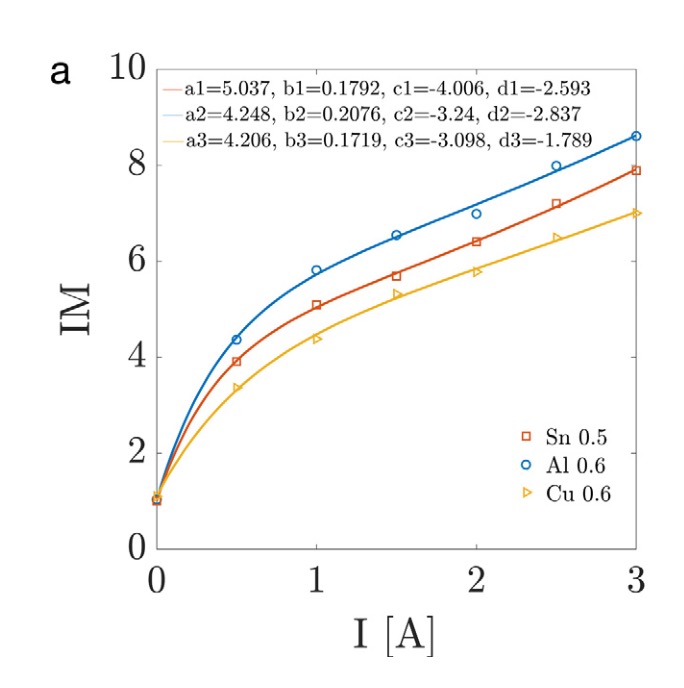 a
10
a1=5.037, b1=0.1792, c1=-4.006, d1=-2.593
a2=4.248, b2=0.2076, c2=-3.24, d2=-2.837
a3=4.206, b3=0.1719, c3=-3.098, d3=-1.789
8
6
IM
4
Sn 0.5
2
Al 0.6
Cu 0.6
0
0 1 2 3
I [A]